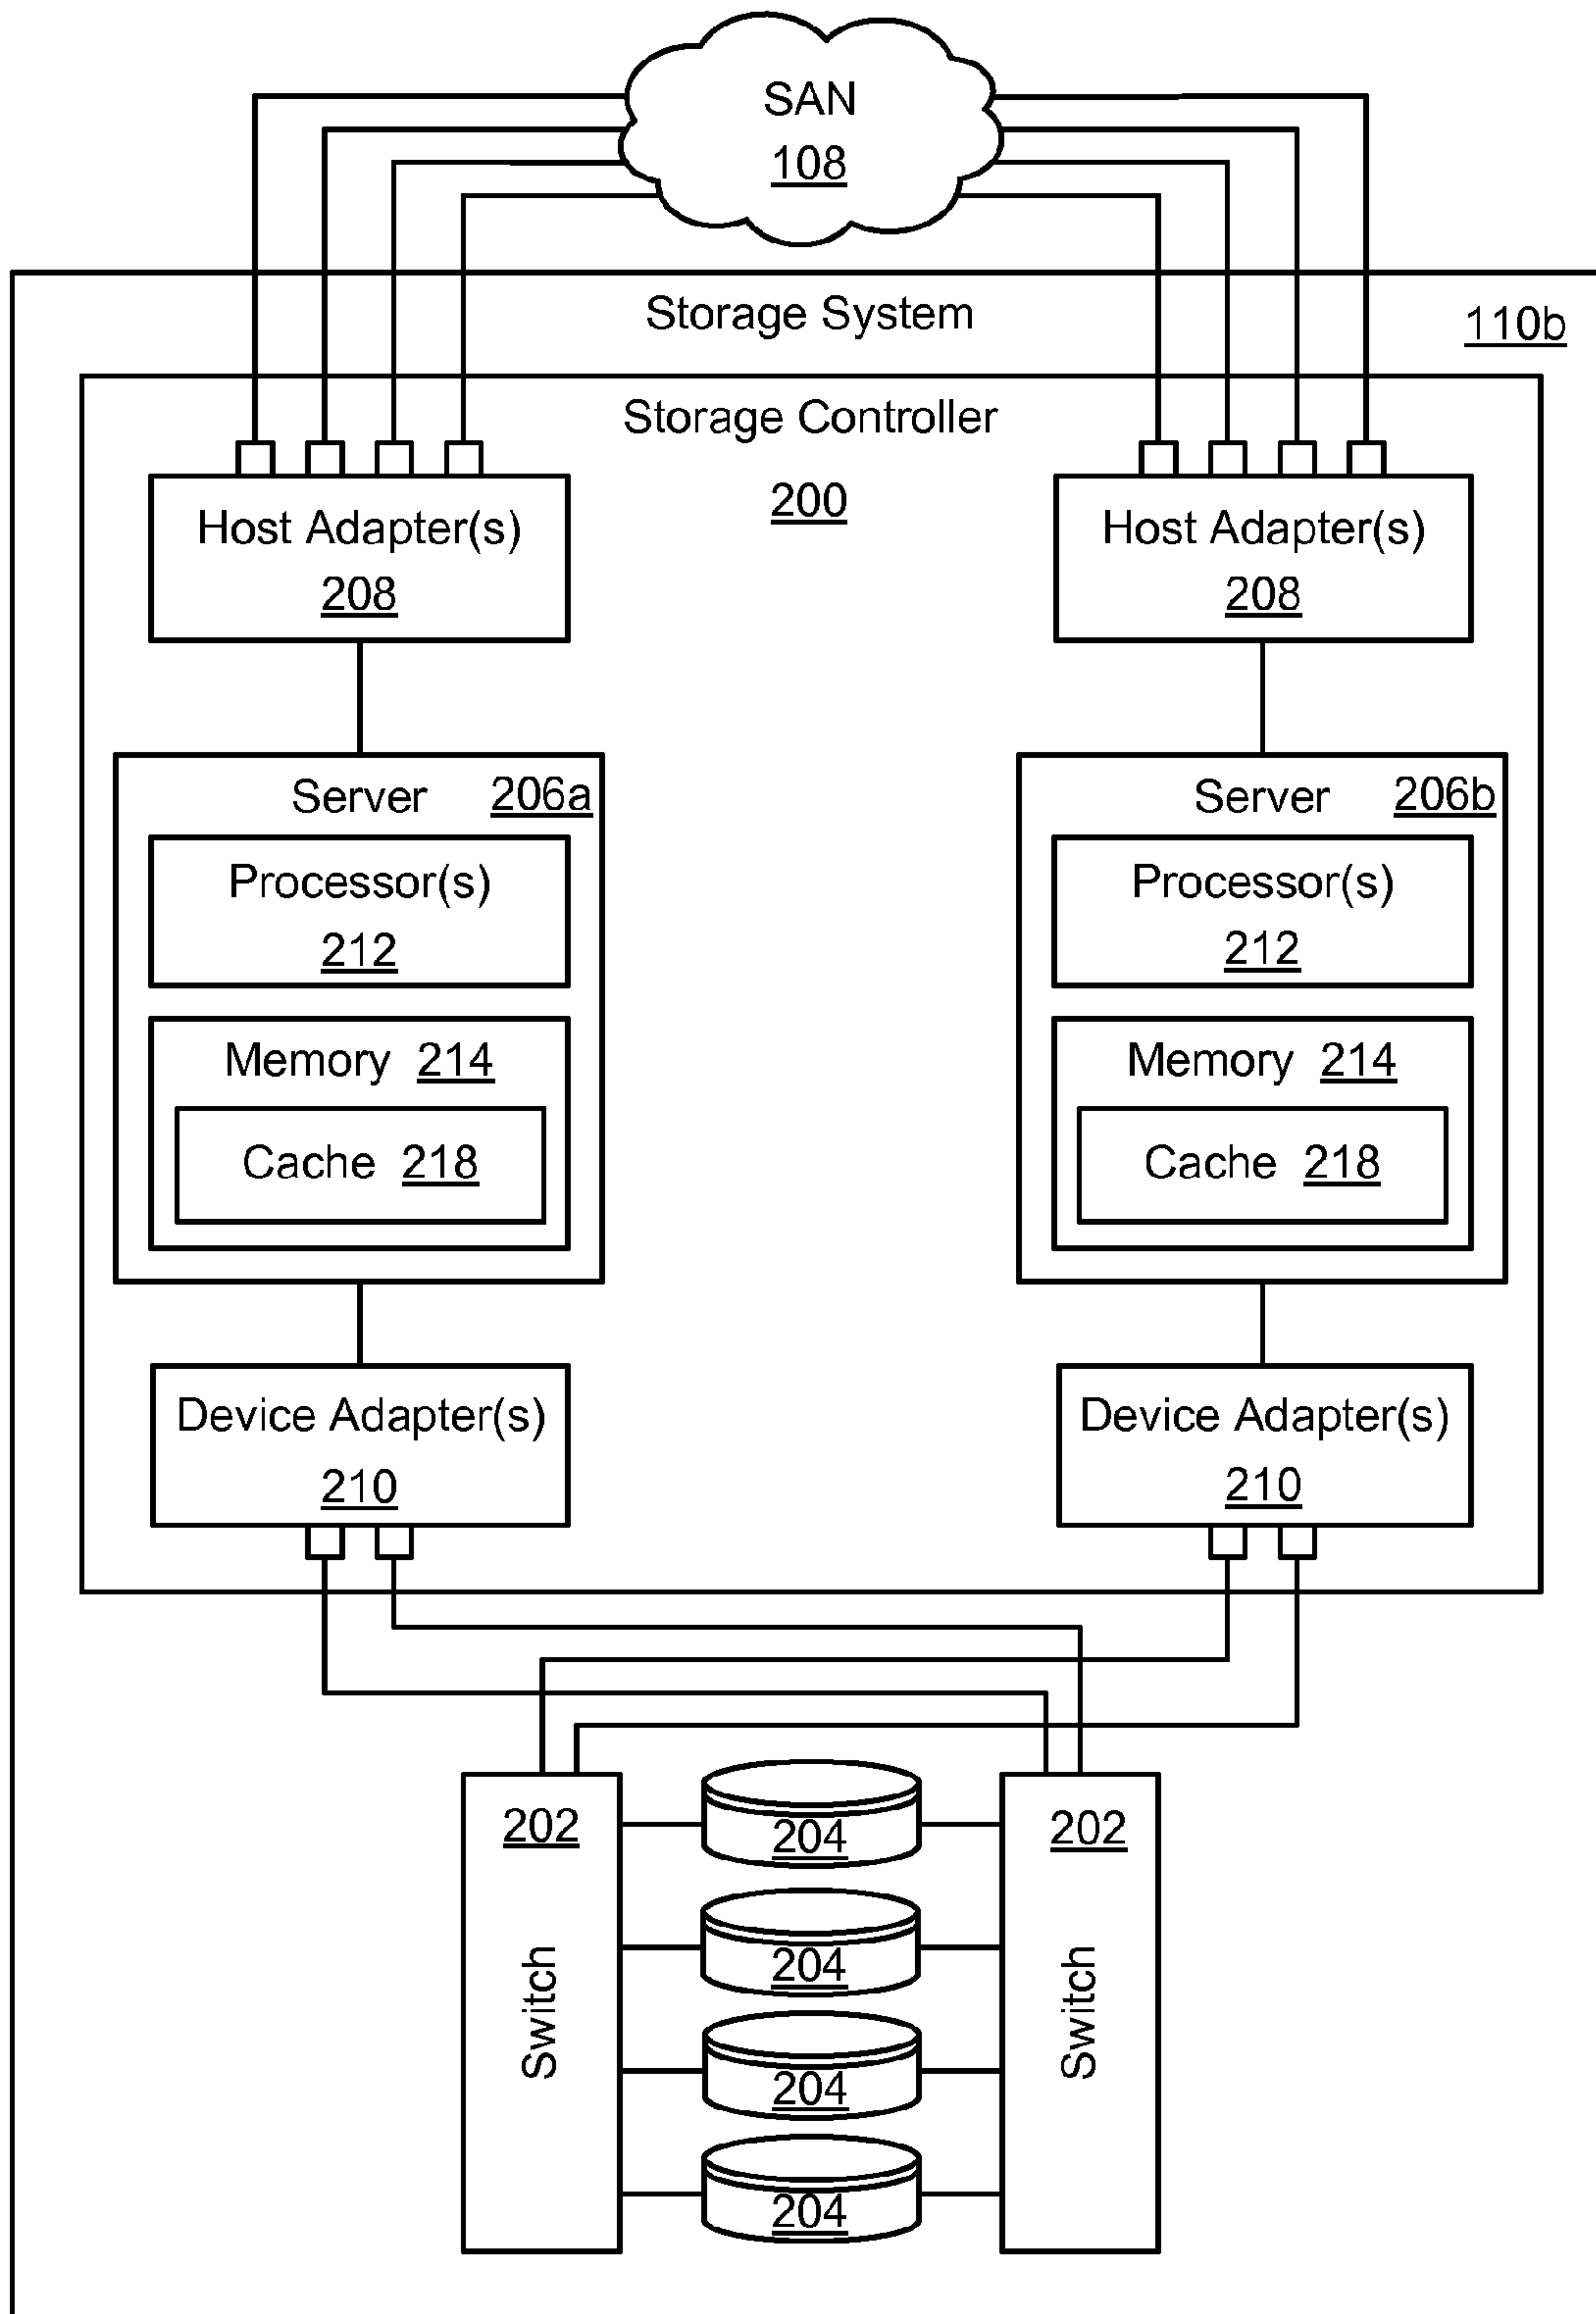 SAN
108
Storage System
110b
Storage Controller
200
Host Adapter(s)
208
Host Adapter(s)
208
Server 206a
Processor(s)
212
Memory 214
Cache 218
Server 206b
Processor(s)
212
Memory 214
Cache 218
Device Adapter(s)
210
Device Adapter(s)
210
202
Switch
204
204
204
204
202
Switch